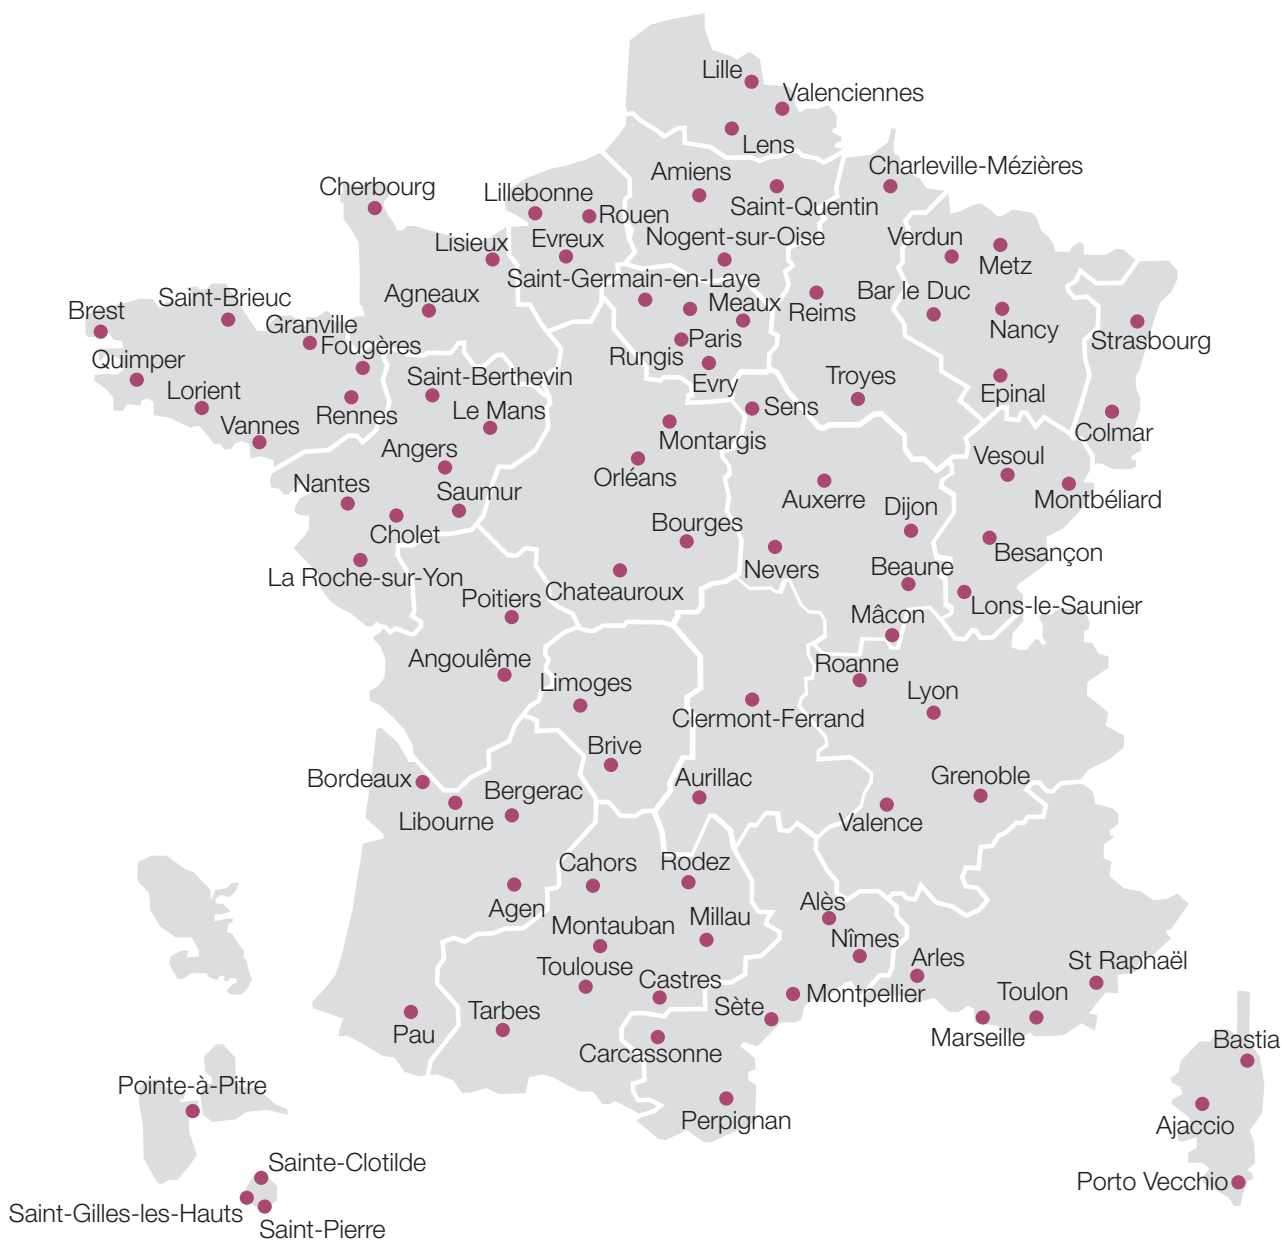 Lille
Valenciennes
Lens
Charleville-Mézières
Amiens
Cherbourg
Lillebonne
Saint-Quentin
Rouen
Lisieux
Evreux
Nogent-sur-Oise
Verdun
Metz
Saint-Germain-en-Laye
Agneaux
Bar le Duc
Saint-Brieuc
Meaux
Reims
Brest
Granville
Nancy
Paris
Strasbourg
Fougères
Quimper
Rungis
Saint-Berthevin
Evry
Troyes
Lorient
Epinal
Rennes
Le Mans
Sens
Vannes
Colmar
Montargis
Angers
Vesoul
Orléans
Nantes
Saumur
Auxerre
Montbéliard
Dijon
Bourges
Cholet
Besançon
Beaune
Nevers
La Roche-sur-Yon
Chateauroux
Poitiers
Lons-le-Saunier
Mâcon
Angoulême
Roanne
Limoges
Lyon
Clermont-Ferrand
Brive
Bordeaux
Aurillac
Grenoble
Bergerac
Libourne
Valence
Cahors
Rodez
Alès
Agen
Millau
Montauban
Nîmes
Arles
St Raphaël
Toulouse
Castres
Toulon
Montpellier
Sète
Tarbes
Pau
Marseille
Bastia
Carcassonne
Pointe-à-Pitre
Perpignan
Ajaccio
Sainte-Clotilde
Porto Vecchio
Saint-Gilles-les-Hauts
Saint-Pierre